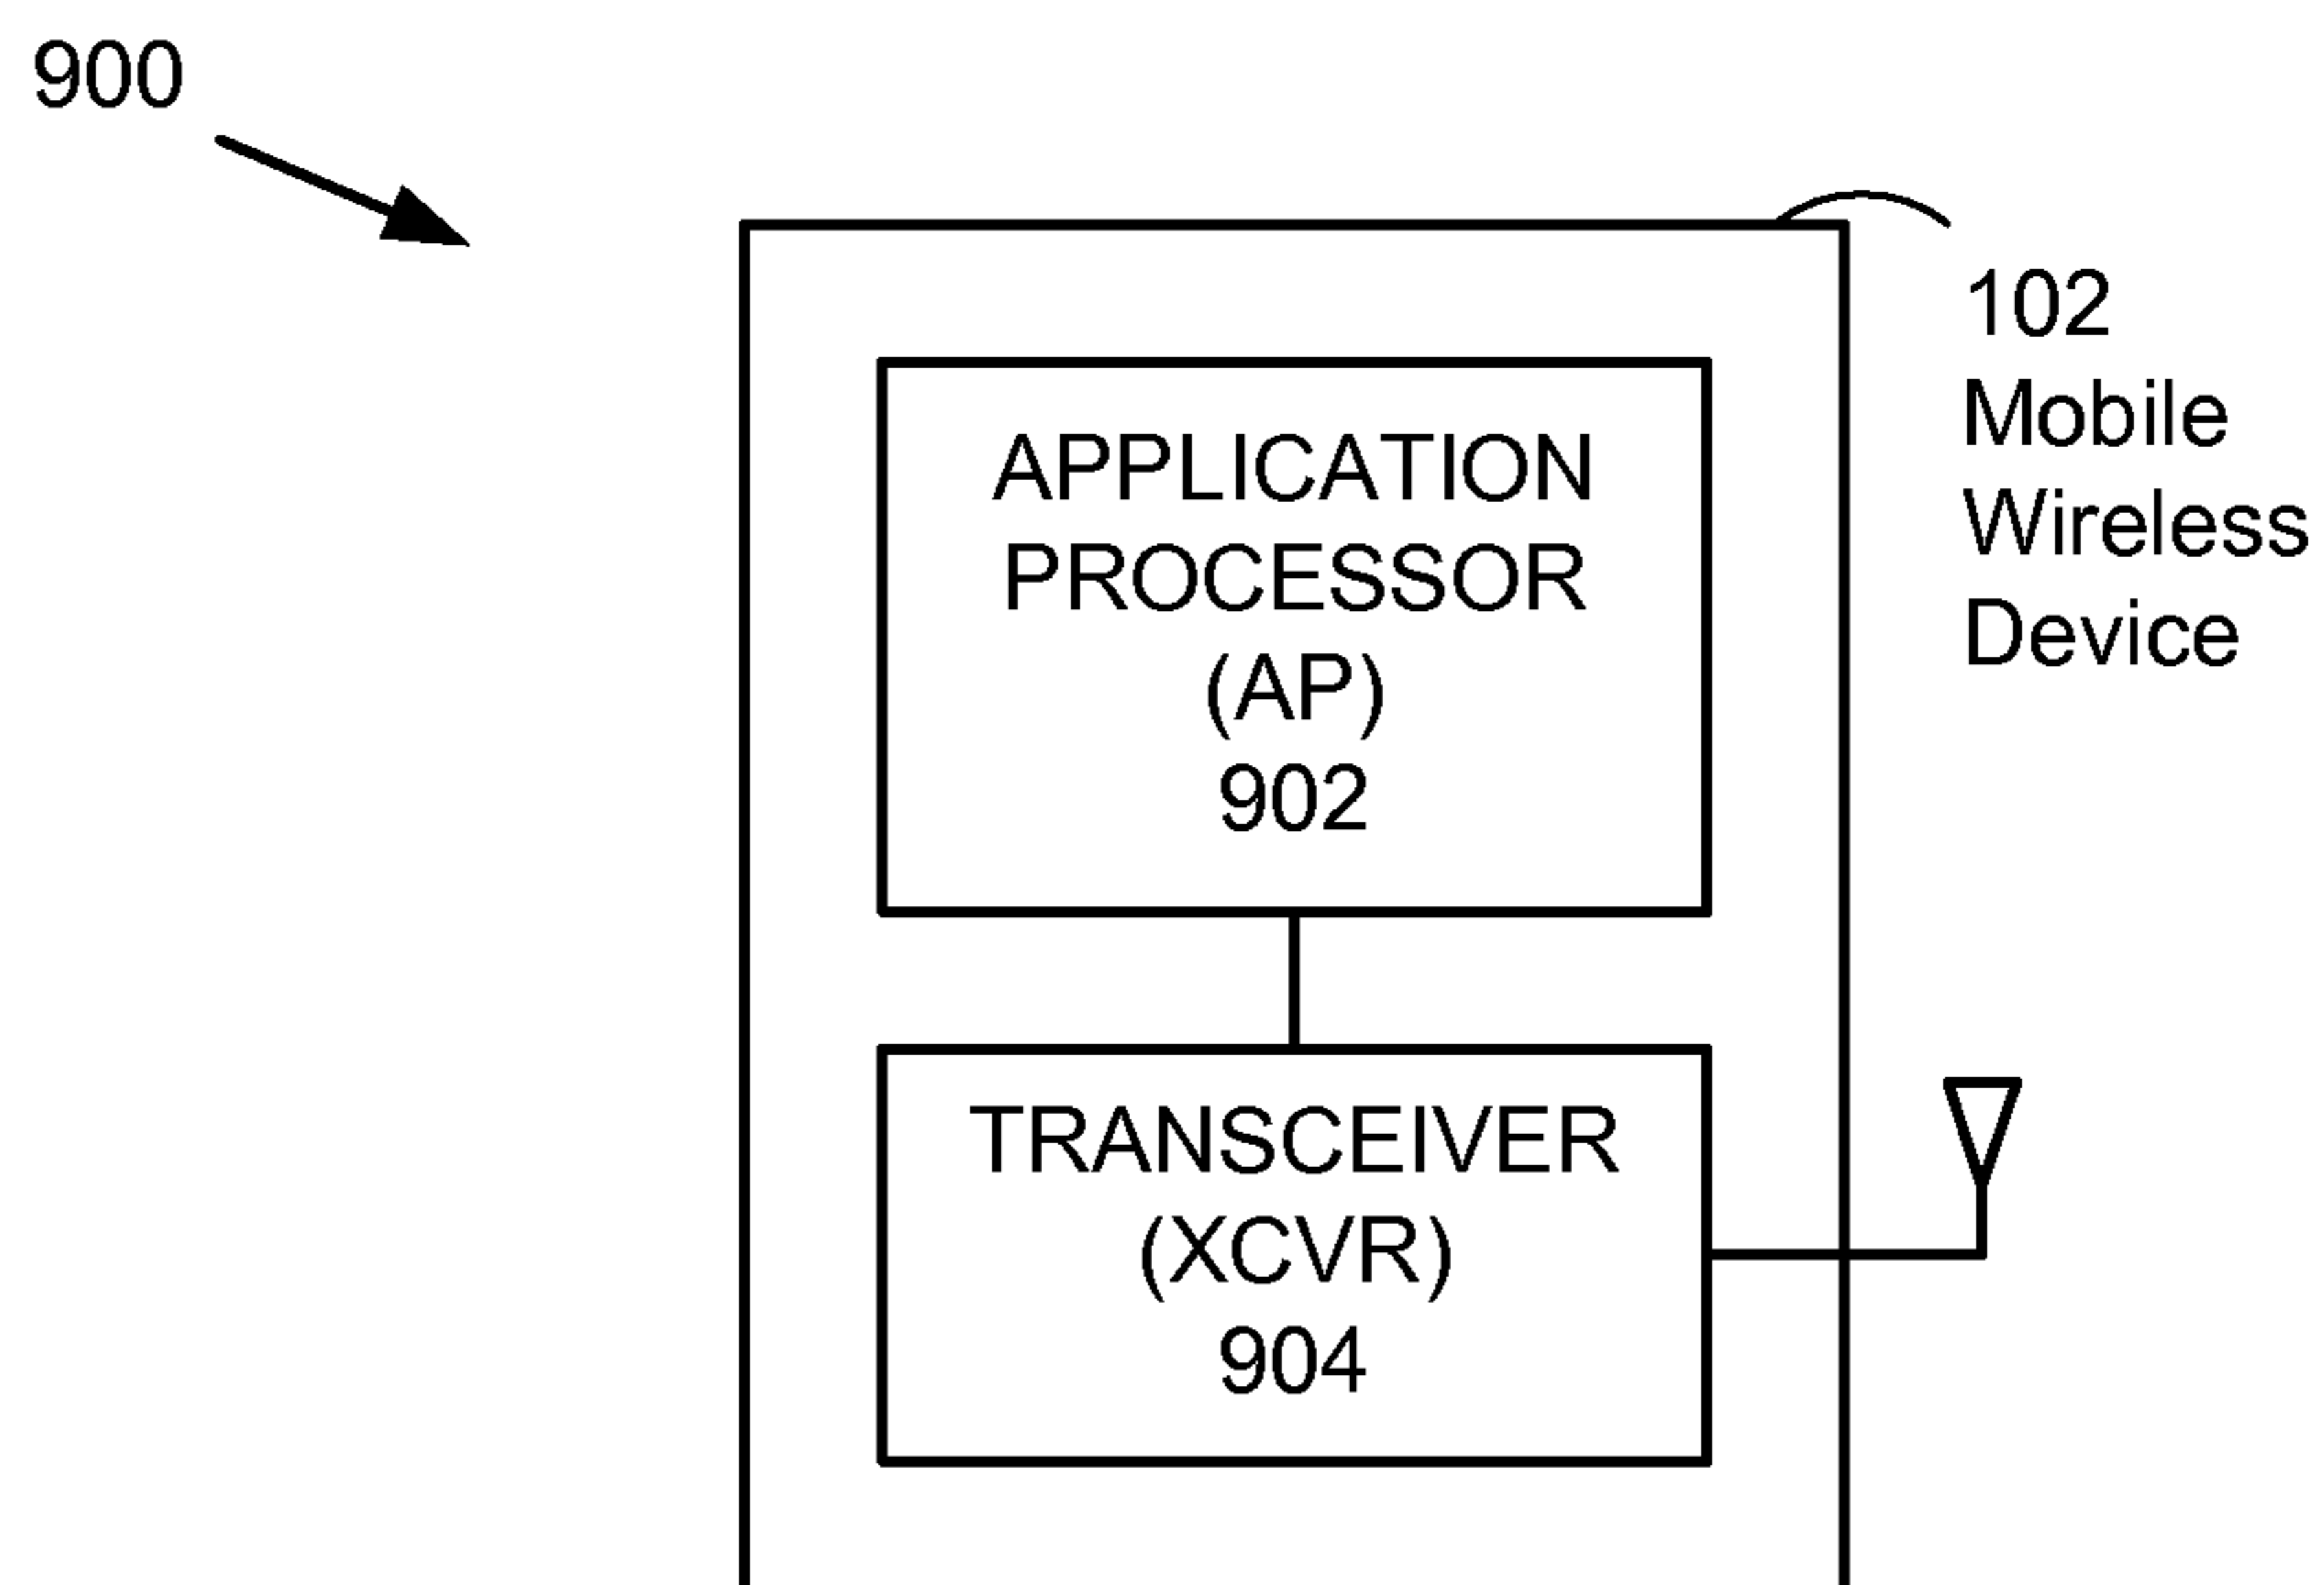 900
102
Mobile
Wireless
Device
APPLICATION
PROCESSOR
(AP)
902
TRANSCEIVER
(XCVR)
904